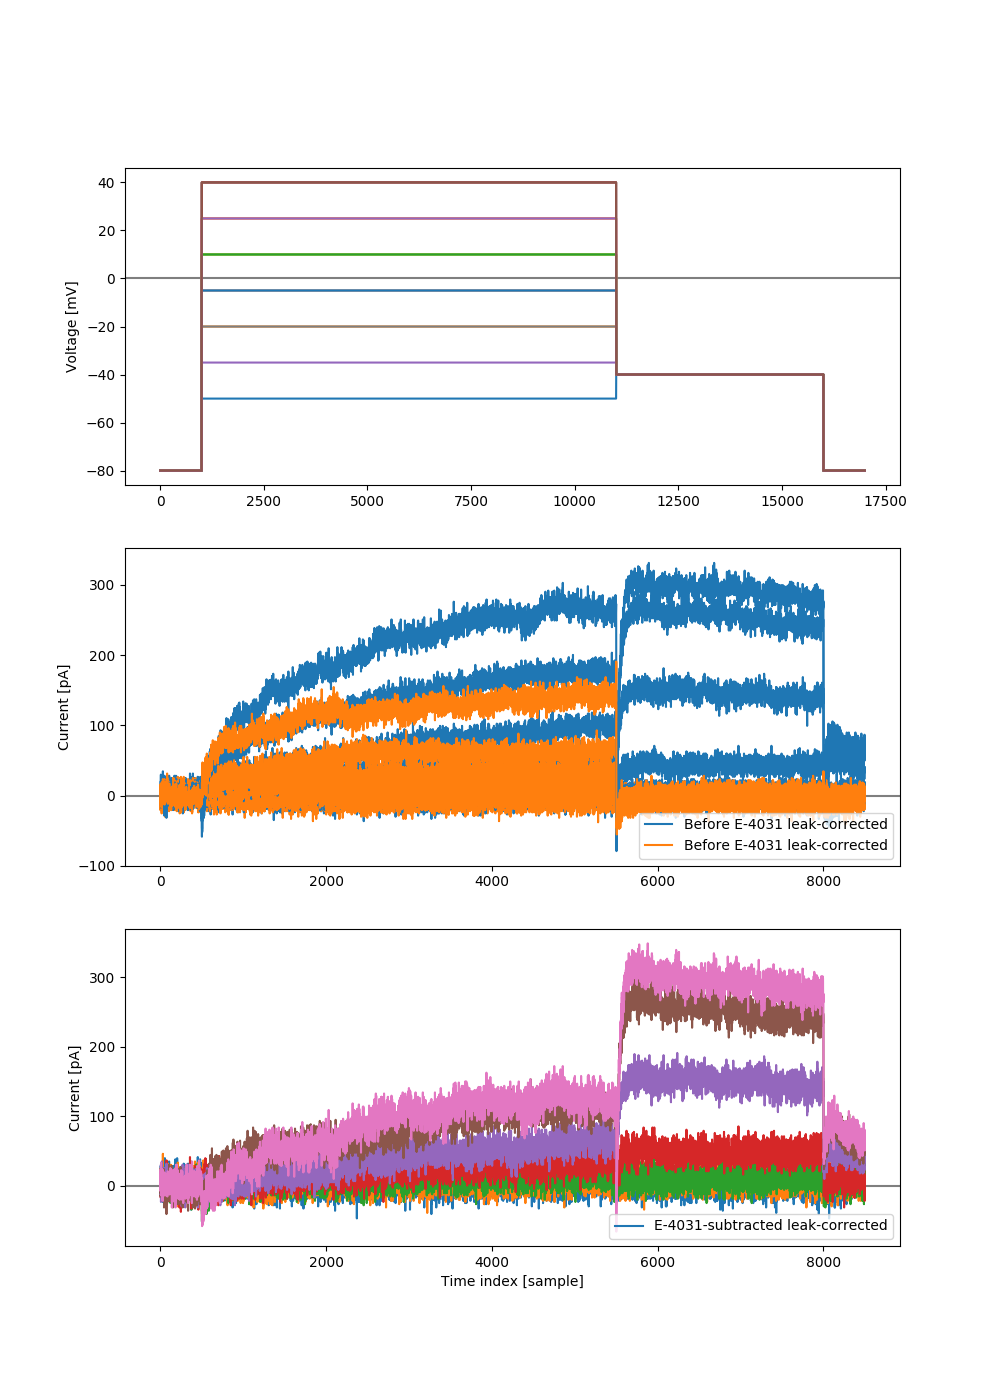 40
20
0
−20
−40
−60
−80
Voltage [mV]
0 2500 5000 7500 10000 12500 15000 17500
300
200
100
0
−100
Current [pA]
Before E-4031 leak-corrected
Before E-4031 leak-corrected
0 2000 4000 6000 8000
300
200
100
0
Current [pA]
E-4031-subtracted leak-corrected
0 2000 4000 6000 8000
Time index [sample]